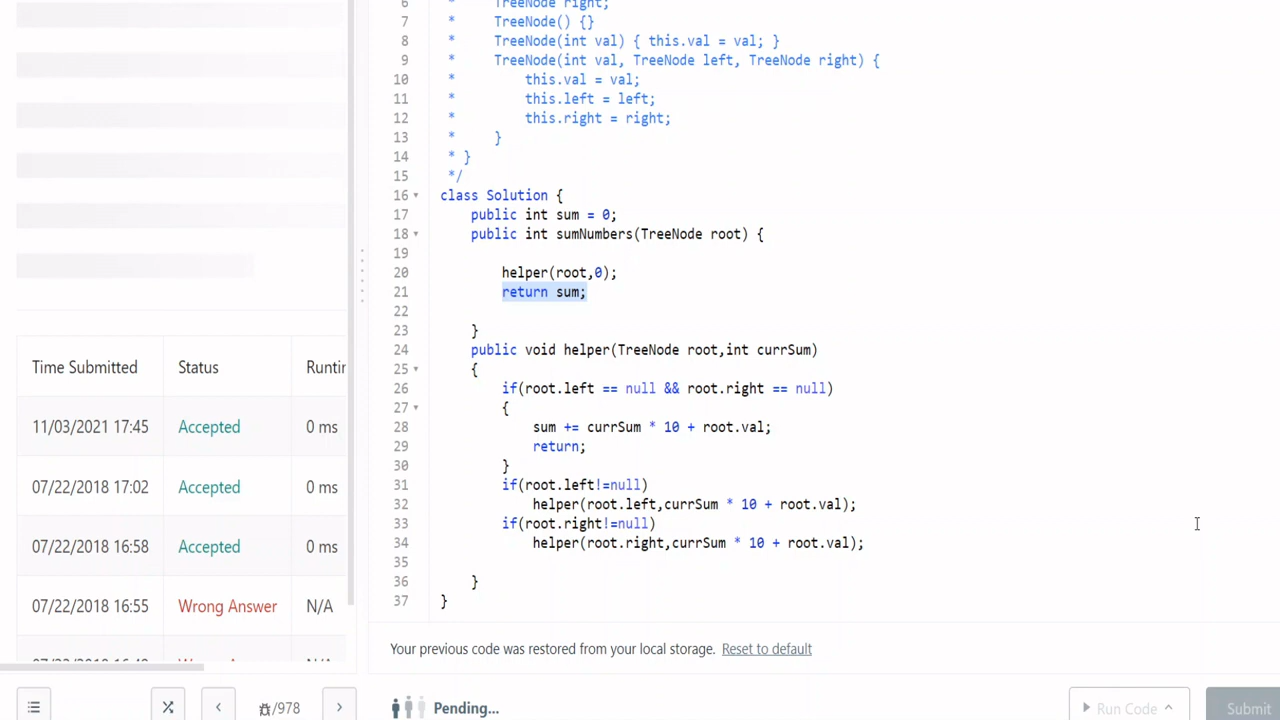 6 * TreeNode right;
7 * TreeNode() {}
8 * TreeNode(int val) { this.val = val; }
9 * TreeNode(int val, TreeNode left, TreeNode right) {
10 * this.val = val;
11 * this.left = left;
12 * this.right = right;
13 * }
14 * }
15 */
16 class Solution {
17 public int sum = 0;
18 public int sumNumbers(TreeNode root) {
19
20 helper(root,0);
21 return sum;
22
23 }
24 public void helper(TreeNode root,int currSum)
25 {
26 if(root.left == null && root.right == null)
27 {
28 sum += currSum * 10 + root.val;
29 return;
30 }
31 if(root.left!=null)
32 helper(root.left,currSum * 10 + root.val);
33 if(root.right!=null)
34 helper(root.right,currSum * 10 + root.val);
35
36 }
37 }
Time Submitted Status Runtin
11/03/2021 17:45 Accepted 0 ms
07/22/2018 17:02 Accepted 0 ms
07/22/2018 16:58 Accepted 0 ms
07/22/2018 16:55 Wrong Answer N/A
Your previous code was restored from your local storage. Reset to default
/978
Pending...
Run Code
Submit